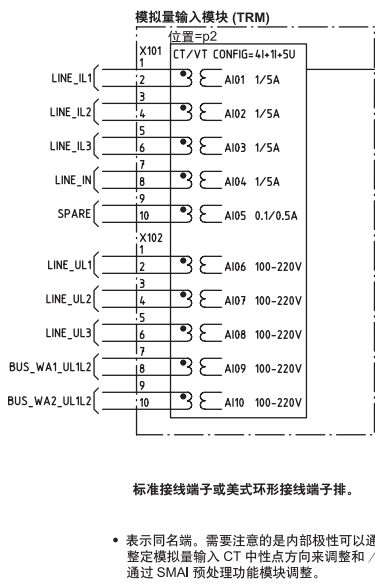 模拟量输入模块 (TRM)
位置=p2
X101
CT/VT CONFIG=4I+1I+5U
1
LINE_IL1
2
AI01 1/5A
3
LINE_IL2
4
AI02 1/5A
5
LINE_IL3
6
AI03 1/5A
7
LINE_IN
8
AI04 1/5A
9
SPARE
10
AI05 0.1/0.5A
X102
1
LINE_UL1
2
AI06 100-220V
3
LINE_UL2
4
AI07 100-220V
5
LINE_UL3
6
AI08 100-220V
7
BUS_WA1_UL1L2
8
AI09 100-220V
9
BUS_WA2_UL1L2
10
AI10 100-220V
标准接线端子或美式环形接线端子排。
• 表示同名端。需要注意的是内部极性可以通
整定模拟量输入 CT 中性点方向来调整和 /
通过 SMAI 预处理功能模块调整。